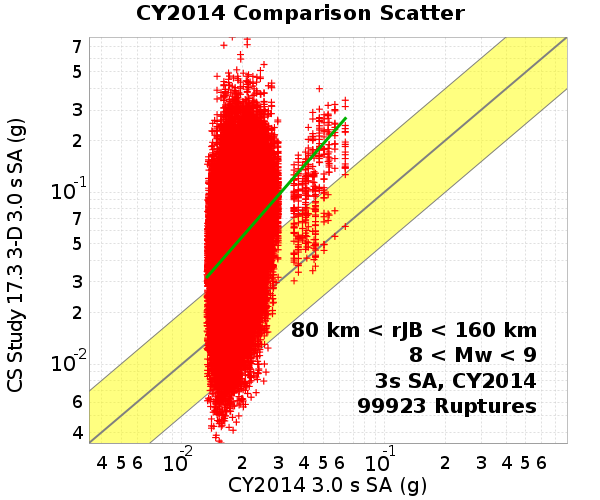 CY2014 Comparison Scatter
CS Study 17.3 3-D 3.0 s SA (g)
7
5
3
2
10⁻¹
7
5
3
2
10⁻²
6
4
80 km < rJB < 160 km
8 < Mw < 9
3s SA, CY2014
99923 Ruptures
4 5 6 10⁻² 2 3 4 5 6 10⁻¹ 2 3 4 5 6
CY2014 3.0 s SA (g)